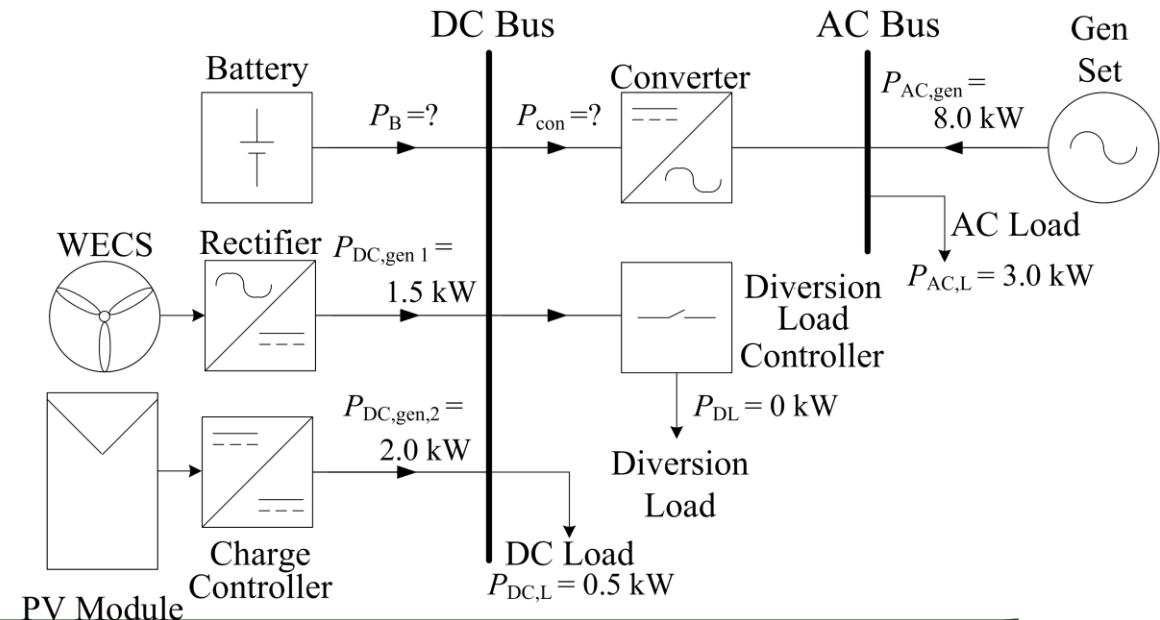 DC Bus
AC Bus
Gen
Set
Battery
Converter
P_B =?
P_con =?
P_AC,gen =
8.0 kW
WECS
Rectifier
P_DC,gen 1 =
1.5 kW
AC Load
P_AC,L = 3.0 kW
Diversion
Load
Controller
P_DC,gen,2 =
2.0 kW
P_DL = 0 kW
Diversion
Load
Charge
Controller
DC Load
P_DC,L = 0.5 kW
PV Module